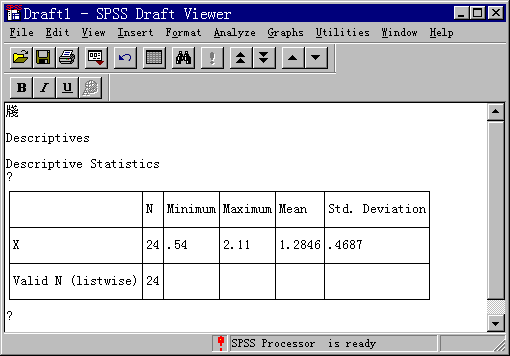 Draft1 - SPSS Draft Viewer
File Edit View Insert Format Analyze Graphs Utilities Window Help
B I U
Descriptives
Descriptive Statistics
?
N Minimum Maximum Mean Std. Deviation
X 24 .54 2.11 1.2846 .4687
Valid N (listwise) 24
?
SPSS Processor is ready